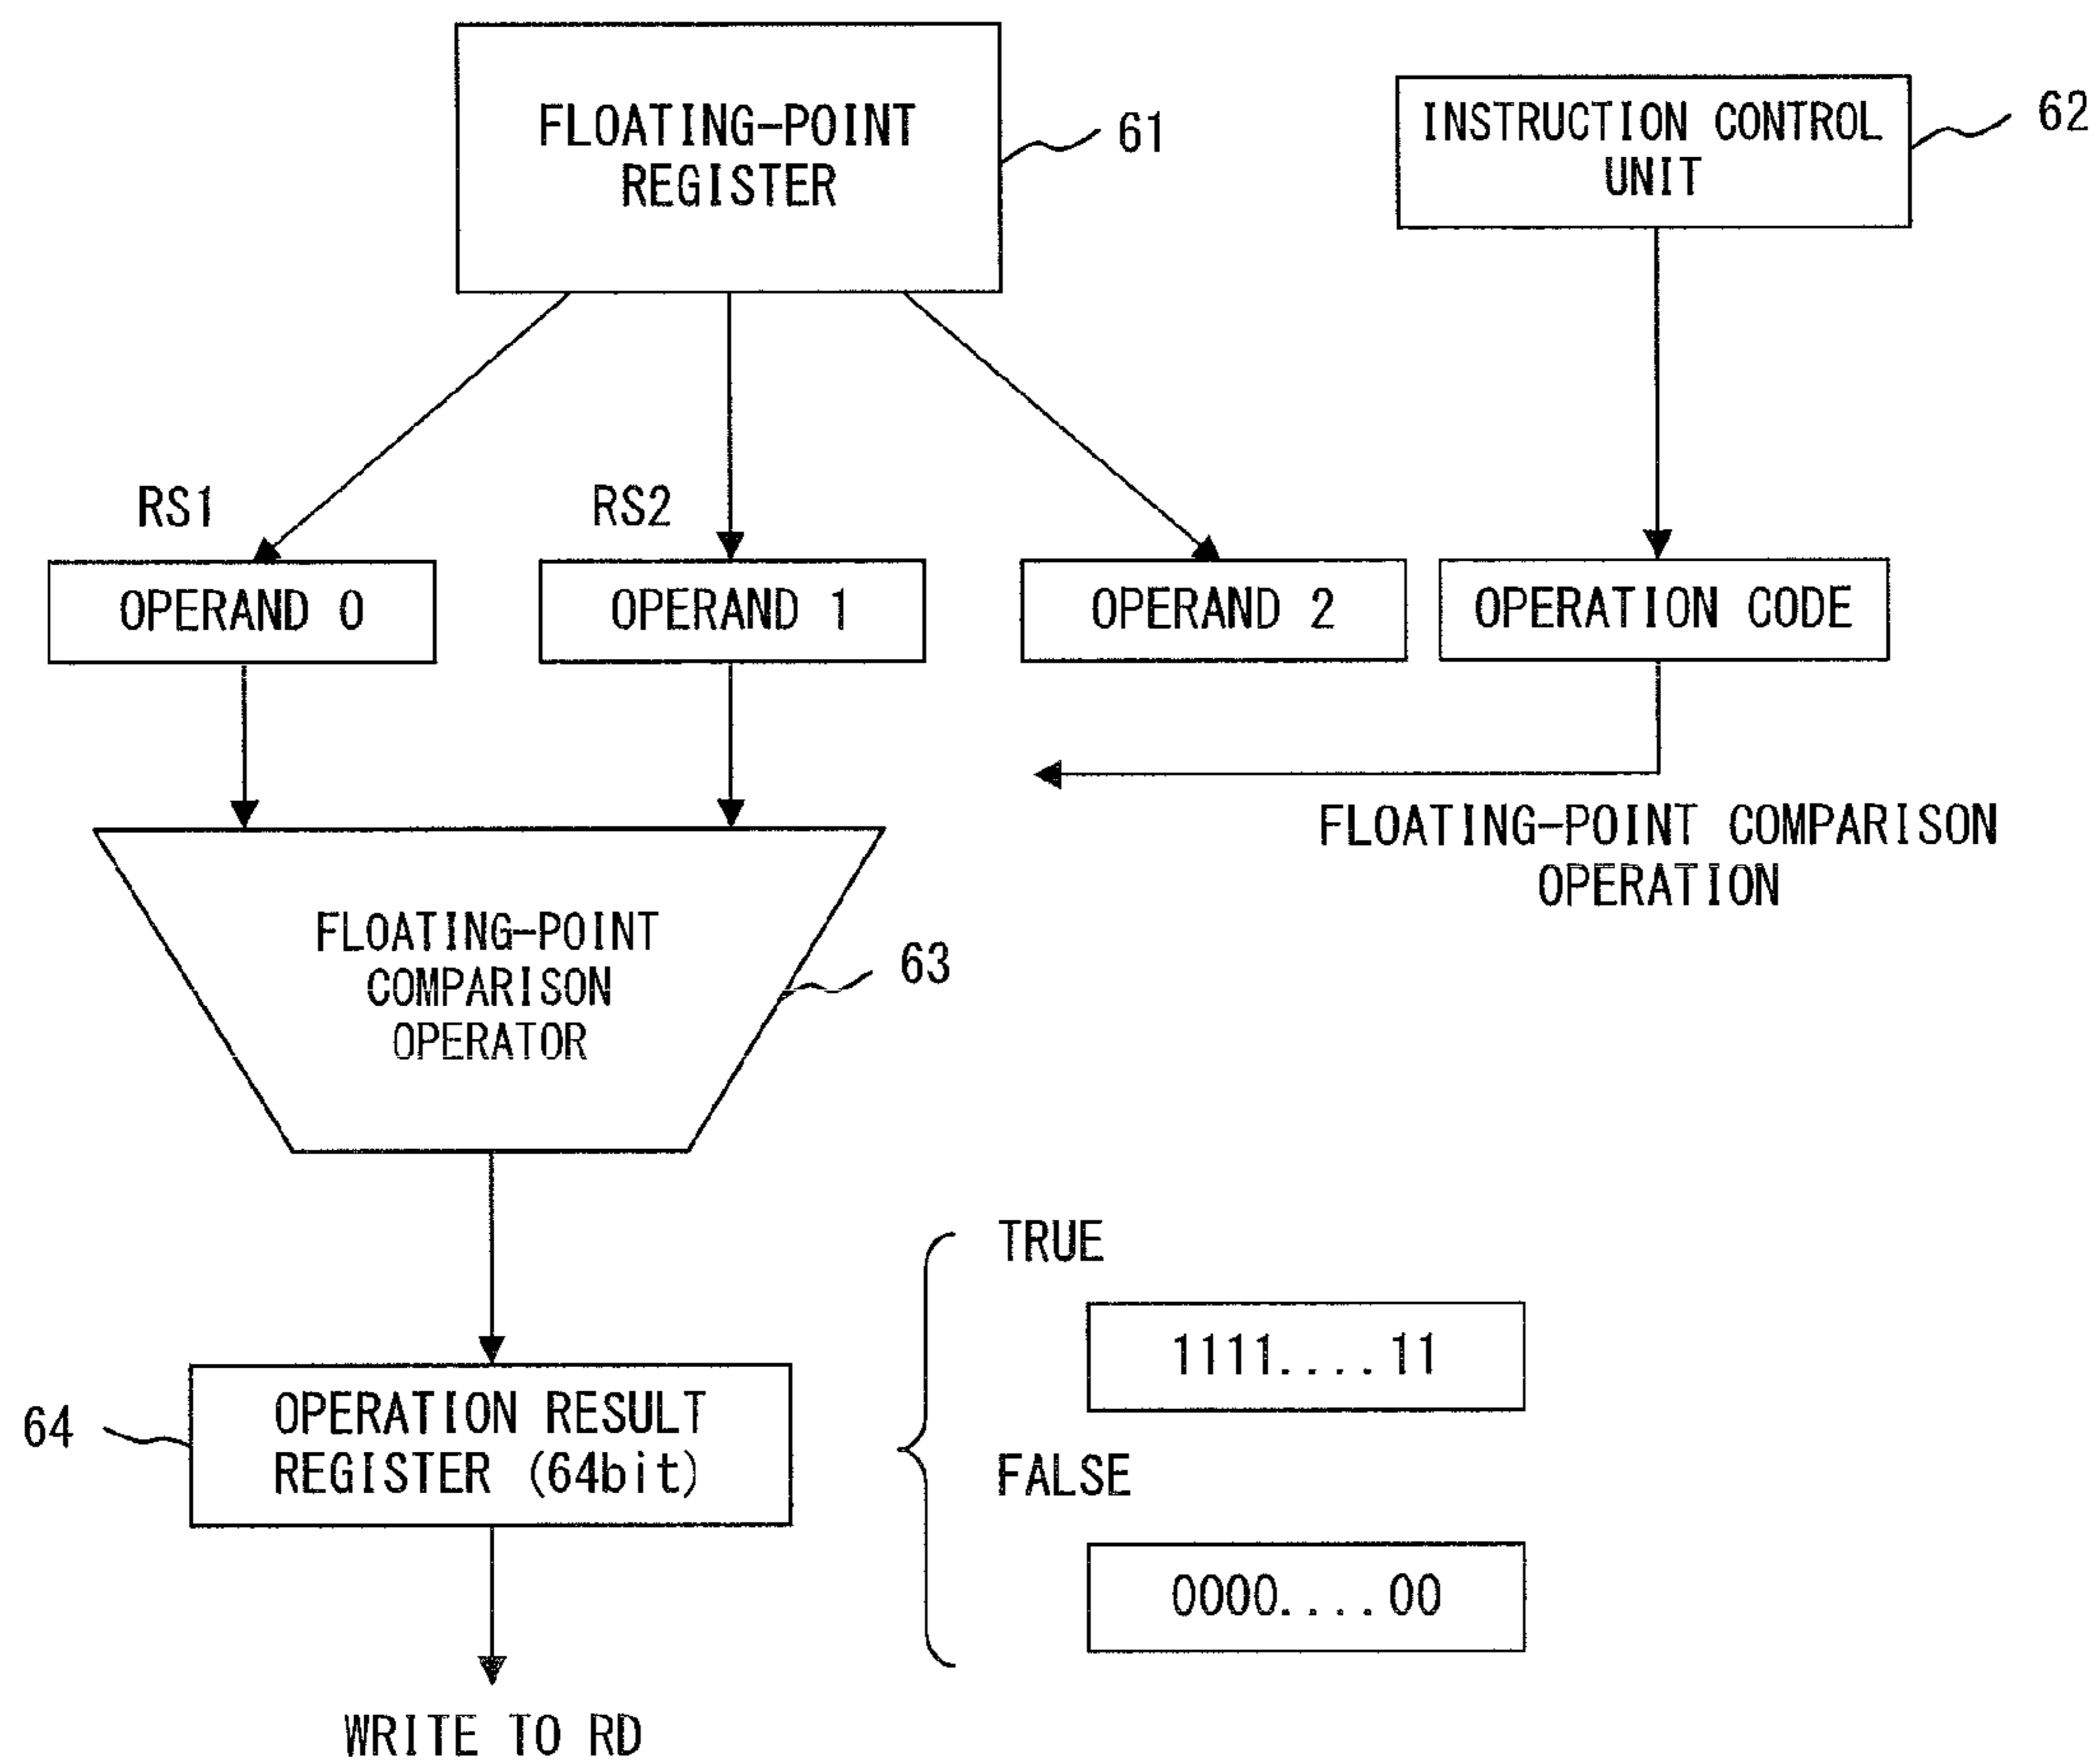 FLOATING-POINT
REGISTER
61
INSTRUCTION CONTROL
UNIT
62
RS1
RS2
OPERAND 0
OPERAND 1
OPERAND 2
OPERATION CODE
FLOATING-POINT COMPARISON
OPERATION
FLOATING-POINT
COMPARISON
OPERATOR
63
64
OPERATION RESULT
REGISTER (64bit)
TRUE
1111....11
FALSE
0000....00
WRITE TO RD